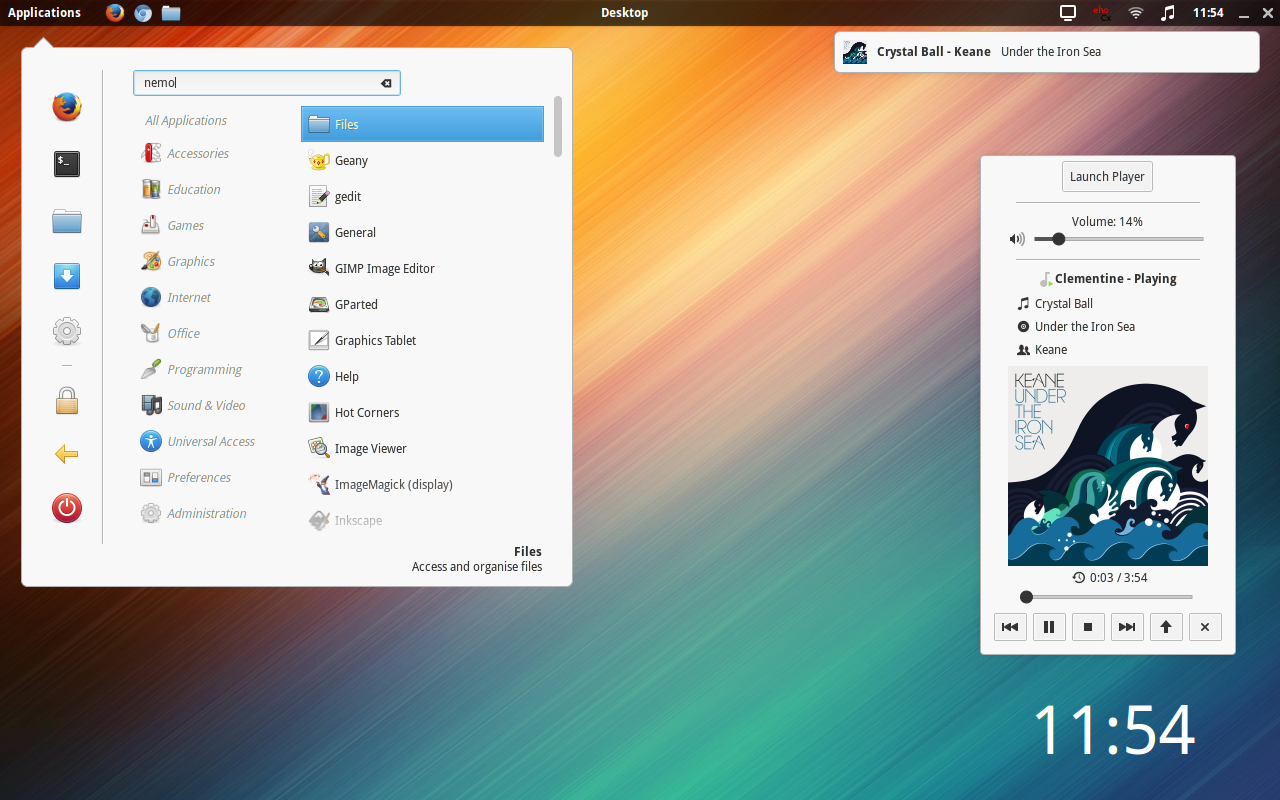 Applications
Desktop
11:54
Crystal Ball - Keane Under the Iron Sea
nemo
All Applications
Accessories
Education
Games
Graphics
Internet
Office
Programming
Sound & Video
Universal Access
Preferences
Administration
Files
Geany
gedit
General
GIMP Image Editor
GParted
Graphics Tablet
Help
Hot Corners
Image Viewer
ImageMagick (display)
Inkscape
Files
Access and organise files
Launch Player
Volume: 14%
Clementine - Playing
Crystal Ball
Under the Iron Sea
Keane
KEANE
UNDER
THE
IRON
SEA
0:03 / 3:54
11:54